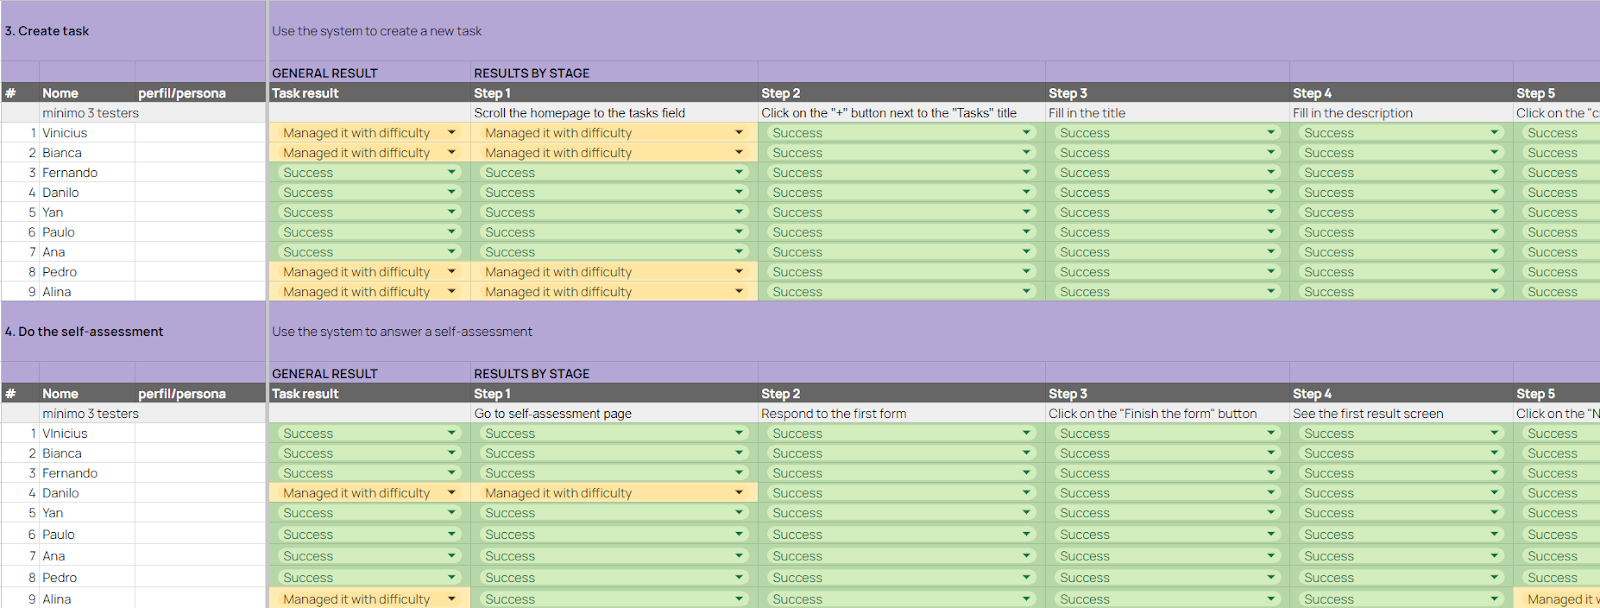 3. Create task Use the system to create a new task
GENERAL RESULT RESULTS BY STAGE
# Nome perfil/persona Task result Step 1 Step 2 Step 3 Step 4 Step 5
mínimo 3 testers Scroll the homepage to the tasks field Click on the "+" button next to the "Tasks" title Fill in the title Fill in the description Click on the "c
1 Vinicius Managed it with difficulty Managed it with difficulty Success Success Success Success
2 Bianca Managed it with difficulty Managed it with difficulty Success Success Success Success
3 Fernando Success Success Success Success Success Success
4 Danilo Success Success Success Success Success Success
5 Yan Success Success Success Success Success Success
6 Paulo Success Success Success Success Success Success
7 Ana Success Success Success Success Success Success
8 Pedro Managed it with difficulty Managed it with difficulty Success Success Success Success
9 Alina Managed it with difficulty Managed it with difficulty Success Success Success Success
4. Do the self-assessment Use the system to answer a self-assessment
GENERAL RESULT RESULTS BY STAGE
# Nome perfil/persona Task result Step 1 Step 2 Step 3 Step 4 Step 5
mínimo 3 testers Go to self-assessment page Respond to the first form Click on the "Finish the form" button See the first result screen Click on the "N
1 VInicius Success Success Success Success Success Success
2 Bianca Success Success Success Success Success Success
3 Fernando Success Success Success Success Success Success
4 Danilo Managed it with difficulty Managed it with difficulty Success Success Success Success
5 Yan Success Success Success Success Success Success
6 Paulo Success Success Success Success Success Success
7 Ana Success Success Success Success Success Success
8 Pedro Success Success Success Success Success Success
9 Alina Managed it with difficulty Success Success Success Success Managed it